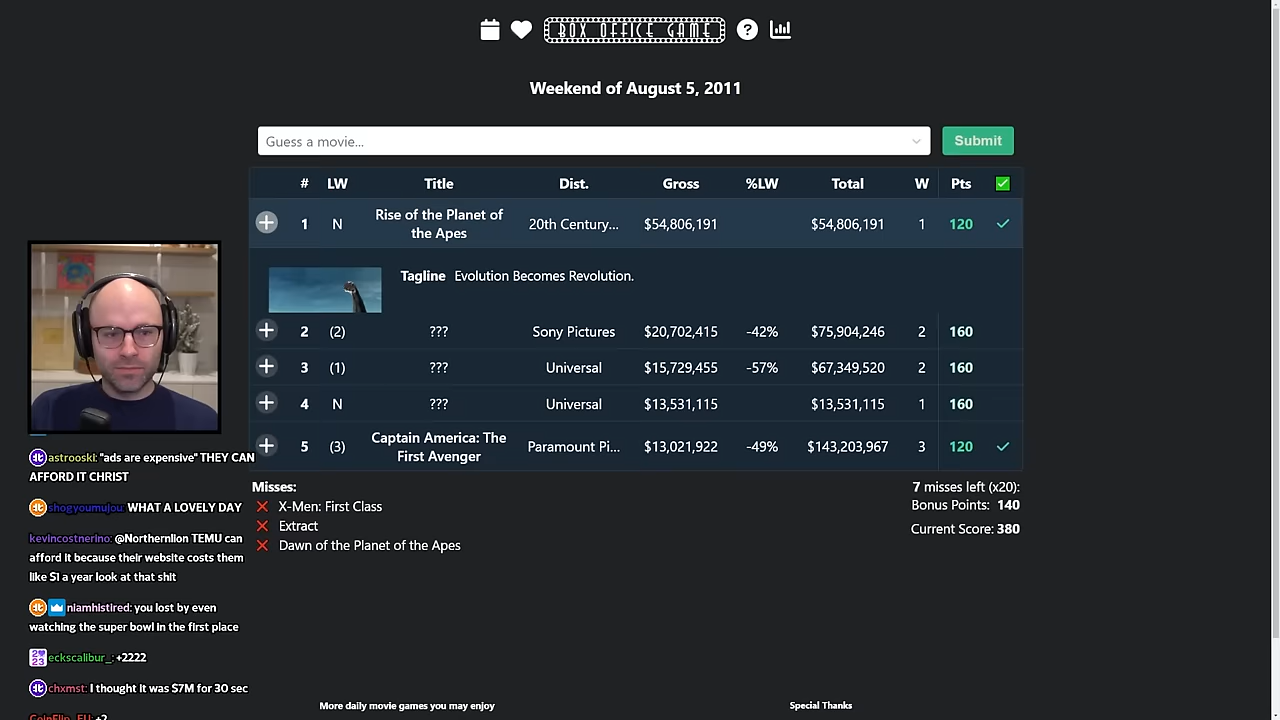 BOX OFFICE GAME
?
Weekend of August 5, 2011
Guess a movie...
Submit
# LW Title Dist. Gross %LW Total W Pts
1 N Rise of the Planet of the Apes 20th Century... $54,806,191 $54,806,191 1 120
Tagline Evolution Becomes Revolution.
2 (2) ??? Sony Pictures $20,702,415 -42% $75,904,246 2 160
3 (1) ??? Universal $15,729,455 -57% $67,349,520 2 160
4 N ??? Universal $13,531,115 $13,531,115 1 160
5 (3) Captain America: The First Avenger Paramount Pi... $13,021,922 -49% $143,203,967 3 120
Misses:
X-Men: First Class
Extract
Dawn of the Planet of the Apes
7 misses left (x20):
Bonus Points: 140
Current Score: 380
astrooski: "ads are expensive" THEY CAN
AFFORD IT CHRIST
shogyoumujou: WHAT A LOVELY DAY
kevincostnerino: @Northernlion TEMU can
afford it because their website costs them
like $1 a year look at that shit
niamhistired: you lost by even
watching the super bowl in the first place
eckscalibur_: +2222
chxmst: I thought it was $7M for 30 sec
CoinFlip_EU: +2
More daily movie games you may enjoy
Special Thanks